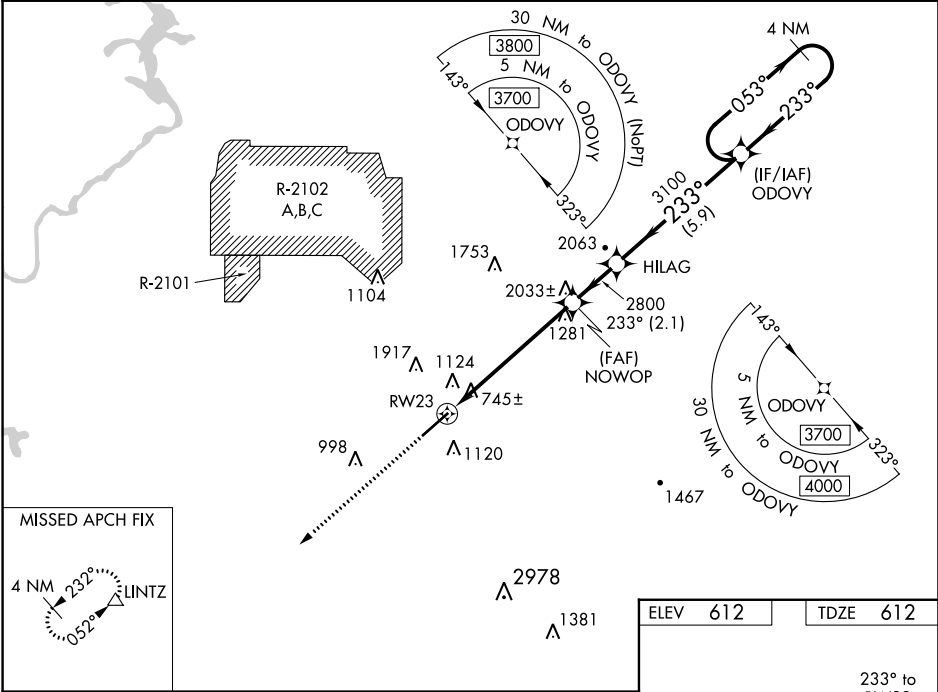 30 NM to ODOVY (NoPT)
3800
5 NM to ODOVY
3700
143°
ODOVY
323°
4 NM
053°
233°
(IF/IAF)
ODOVY
3100
233°
(5.9)
R-2102
A,B,C
R-2101
1104
1753
2063
HILAG
2033±
2800
233° (2.1)
1281
(FAF)
NOWOP
1917
1124
RW23
745±
998
1120
143°
ODOVY
3700
323°
5 NM to ODOVY
4000
30 NM to ODOVY
1467
MISSED APCH FIX
4 NM
232°
LINTZ
052°
2978
1381
ELEV 612
TDZE 612
233° to